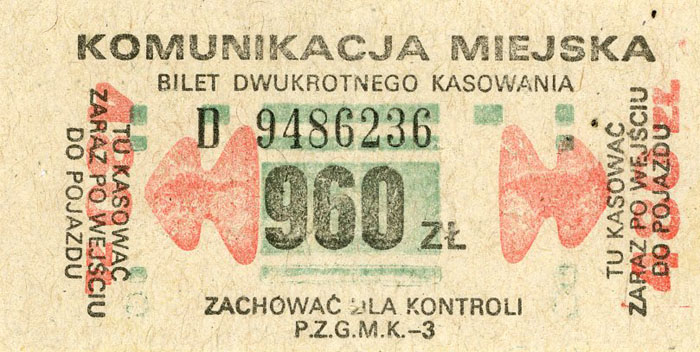 KOMUNIKACJA MIEJSKA
BILET DWUKROTNEGO KASOWANIA
D 9486236
960 ZŁ
TU KASOWAĆ
ZARAZ PO WEJŚCIU
DO POJAZDU
TU KASOWAĆ
ZARAZ PO WEJŚCIU
DO POJAZDU
ZACHOWAĆ DLA KONTROLI
P.Z.G.M.K.–3